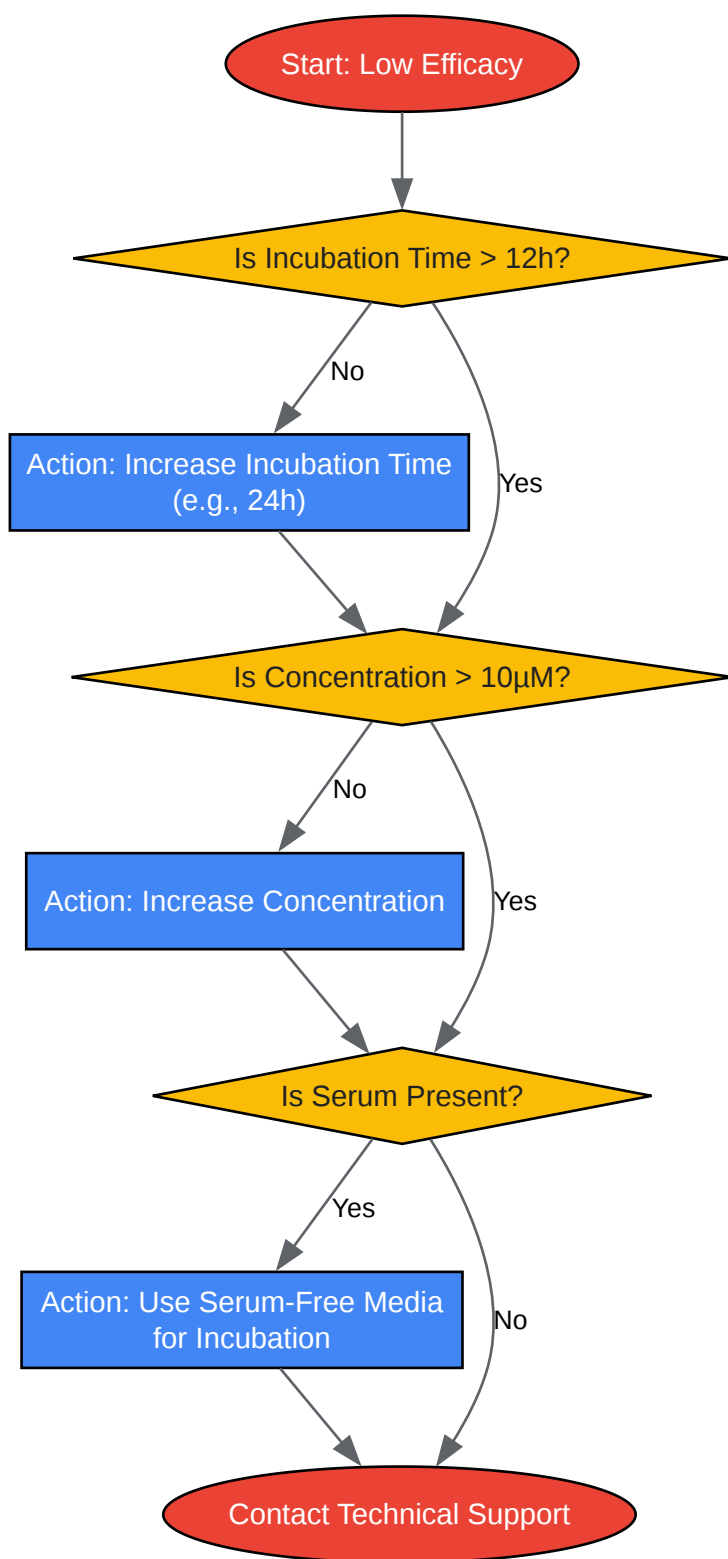 Start: Low Efficacy
Is Incubation Time > 12h?
No
Action: Increase Incubation Time
(e.g., 24h)
Yes
Is Concentration > 10µM?
No
Action: Increase Concentration
Yes
Is Serum Present?
Yes
Action: Use Serum-Free Media
for Incubation
No
Contact Technical Support